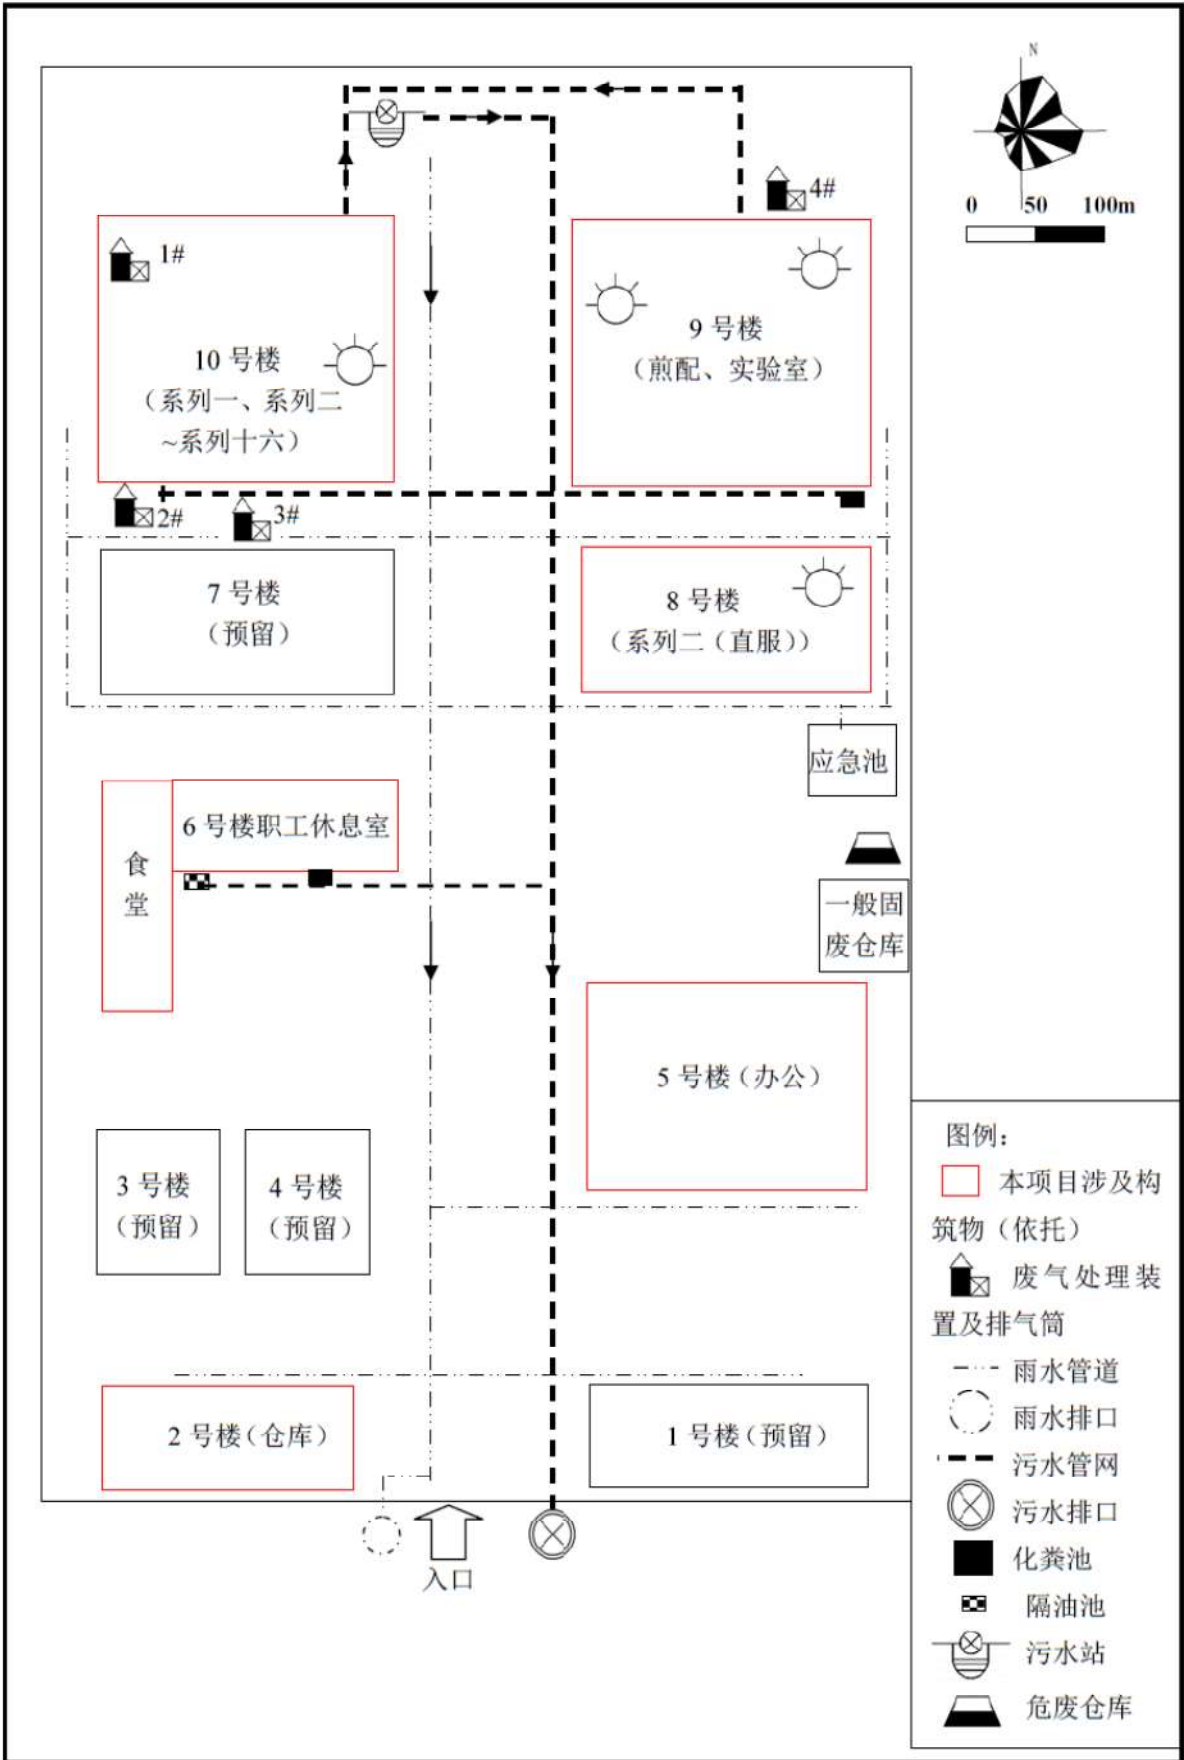 N
0 50 100m
4#
1#
10 号楼
（系列一、系列二
~系列十六）
9 号楼
（煎配、实验室）
2#
3#
7 号楼
（预留）
8 号楼
（系列二（直服））
应急池
6 号楼职工休息室
食
堂
一般固
废仓库
5 号楼（办公）
3 号楼
（预留）
4 号楼
（预留）
2 号楼（仓库）
1 号楼（预留）
入口
图例：
本项目涉及构
筑物（依托）
废气处理装
置及排气筒
雨水管道
雨水排口
污水管网
污水排口
化粪池
隔油池
污水站
危废仓库